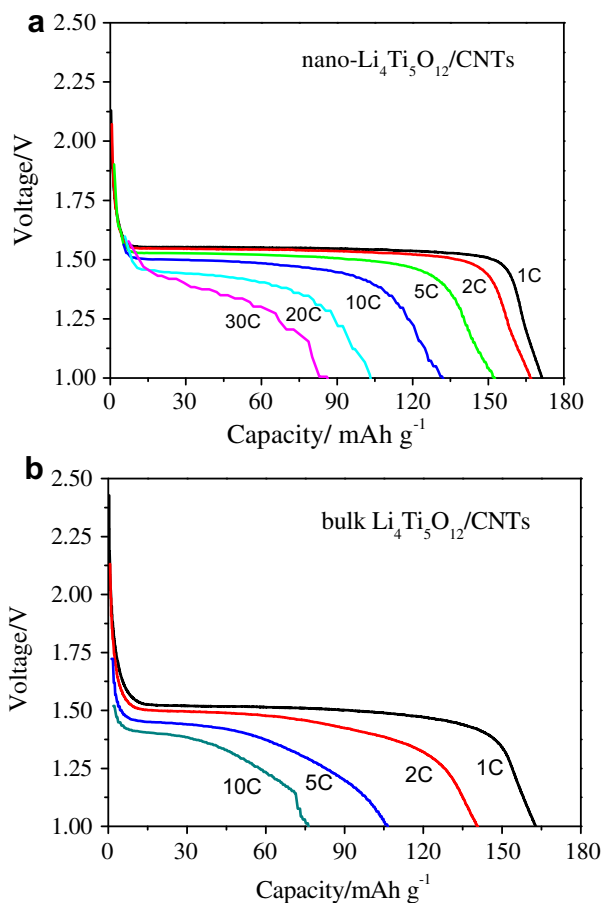 a
nano-Li4Ti5O12/CNTs
Voltage/V
2.50
2.25
2.00
1.75
1.50
1.25
1.00
1C
2C
5C
10C
20C
30C
0 30 60 90 120 150 180
Capacity/ mAh g-1
b
bulk Li4Ti5O12/CNTs
Voltage/V
2.50
2.25
2.00
1.75
1.50
1.25
1.00
1C
2C
5C
10C
0 30 60 90 120 150 180
Capacity/mAh g-1